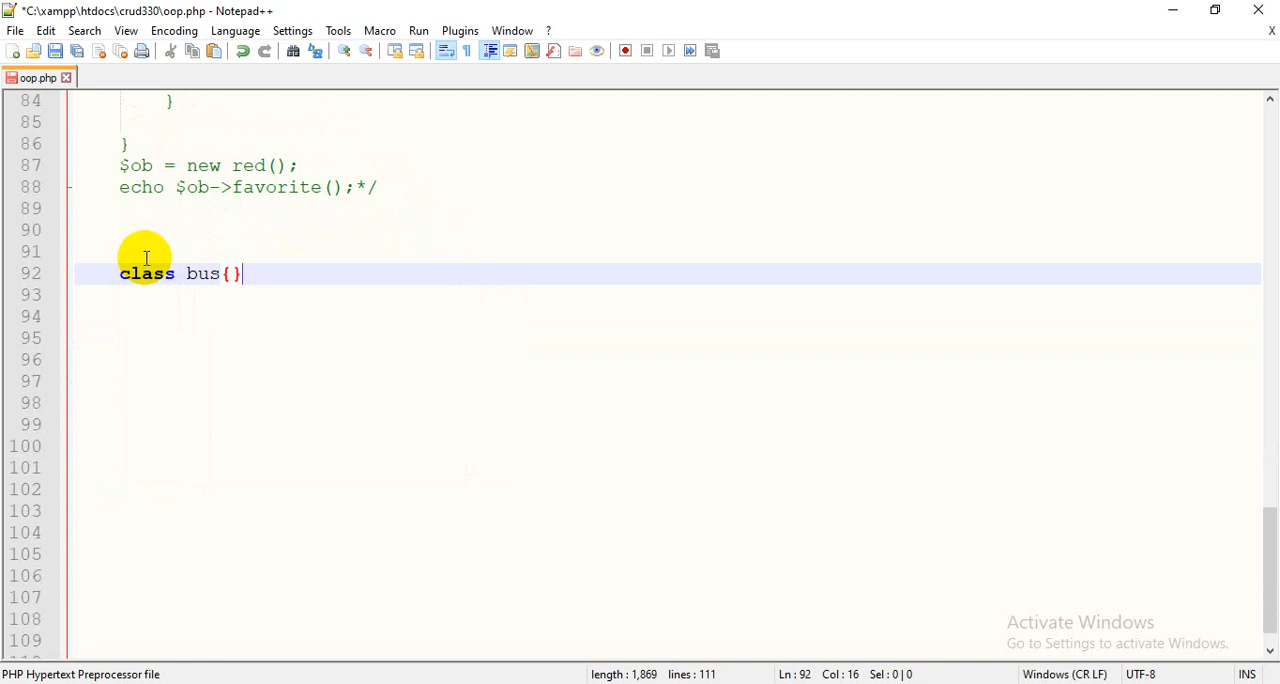 *C:\xampp\htdocs\crud330\oop.php - Notepad++
File Edit Search View Encoding Language Settings Tools Macro Run Plugins Window ? X
oop.php
84 }
85
86 }
87 $ob = new red();
88 echo $ob->favorite();*/
89
90
91
92 class bus{}
93
94
95
96
97
98
99
100
101
102
103
104
105
106
107
108
109
Activate Windows
Go to Settings to activate Windows.
PHP Hypertext Preprocessor file length : 1,869 lines : 111 Ln : 92 Col : 16 Sel : 0 | 0 Windows (CR LF) UTF-8 INS